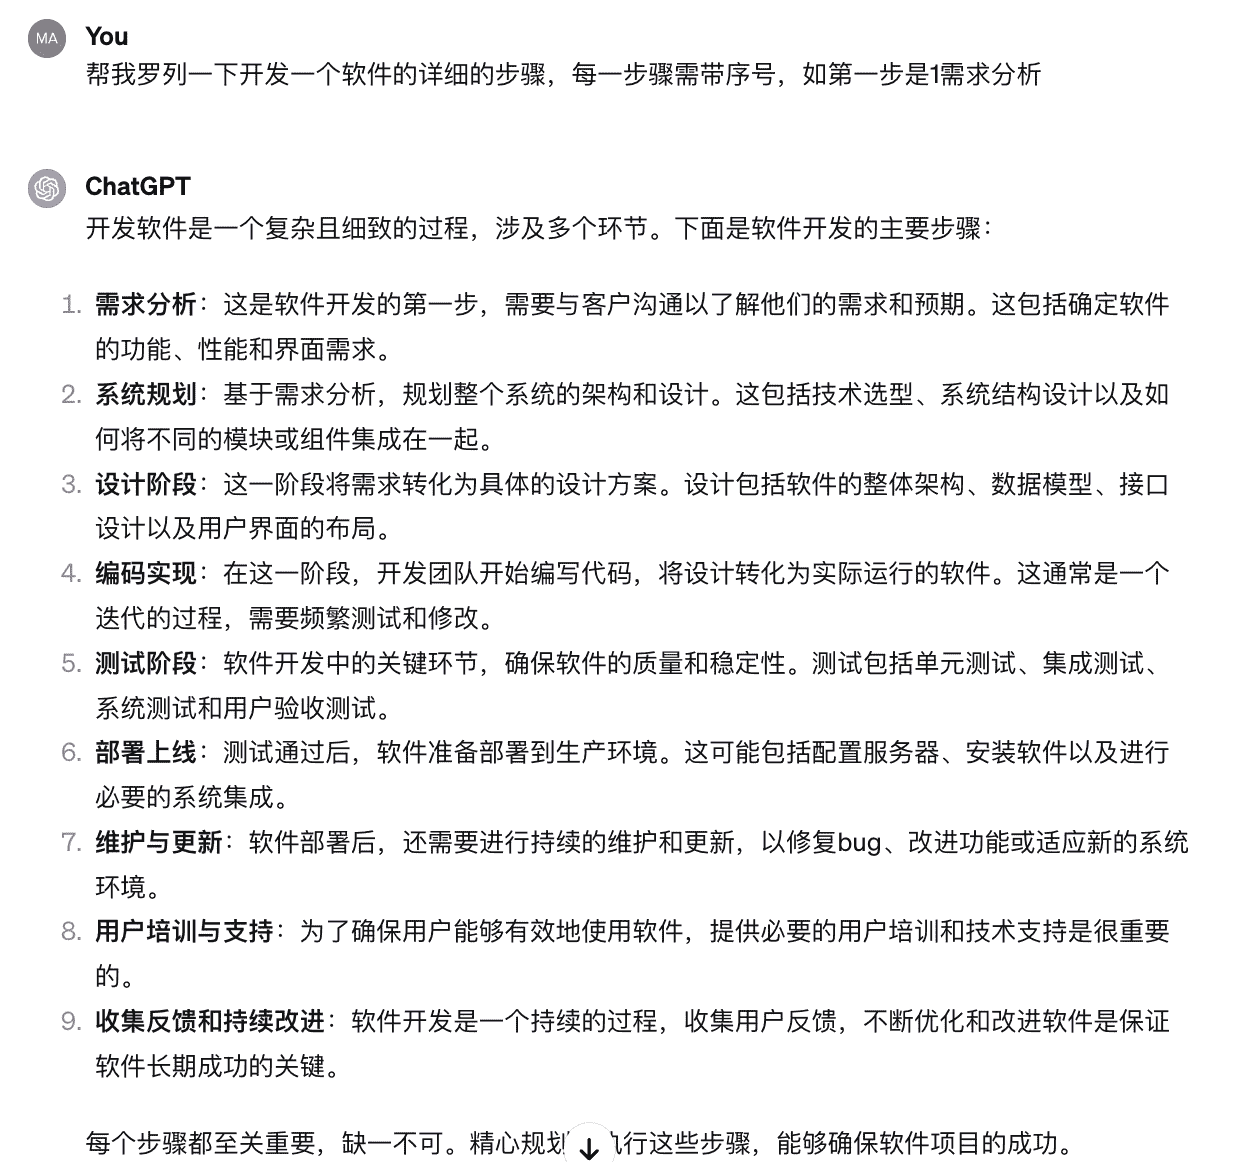 MA
You
帮我罗列一下开发一个软件的详细的步骤，每一步骤需带序号，如第一步是1需求分析
ChatGPT
开发软件是一个复杂且细致的过程，涉及多个环节。下面是软件开发的主要步骤：
1. 需求分析：这是软件开发的第一步，需要与客户沟通以了解他们的需求和预期。这包括确定软件
的功能、性能和界面需求。
2. 系统规划：基于需求分析，规划整个系统的架构和设计。这包括技术选型、系统结构设计以及如
何将不同的模块或组件集成在一起。
3. 设计阶段：这一阶段将需求转化为具体的设计方案。设计包括软件的整体架构、数据模型、接口
设计以及用户界面的布局。
4. 编码实现：在这一阶段，开发团队开始编写代码，将设计转化为实际运行的软件。这通常是一个
迭代的过程，需要频繁测试和修改。
5. 测试阶段：软件开发中的关键环节，确保软件的质量和稳定性。测试包括单元测试、集成测试、
系统测试和用户验收测试。
6. 部署上线：测试通过后，软件准备部署到生产环境。这可能包括配置服务器、安装软件以及进行
必要的系统集成。
7. 维护与更新：软件部署后，还需要进行持续的维护和更新，以修复bug、改进功能或适应新的系统
环境。
8. 用户培训与支持：为了确保用户能够有效地使用软件，提供必要的用户培训和技术支持是很重要
的。
9. 收集反馈和持续改进：软件开发是一个持续的过程，收集用户反馈，不断优化和改进软件是保证
软件长期成功的关键。
每个步骤都至关重要，缺一不可。精心规划 行这些步骤，能够确保软件项目的成功。